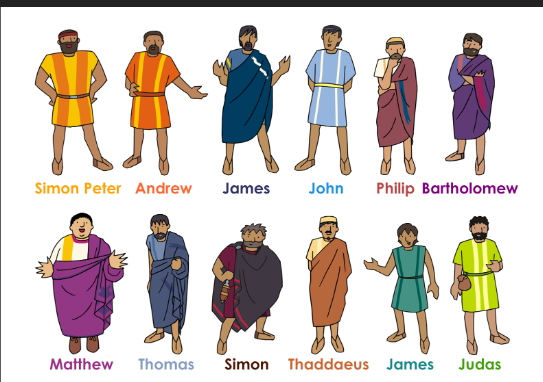 Simon Peter Andrew James John Philip Bartholomew
Matthew Thomas Simon Thaddaeus James Judas